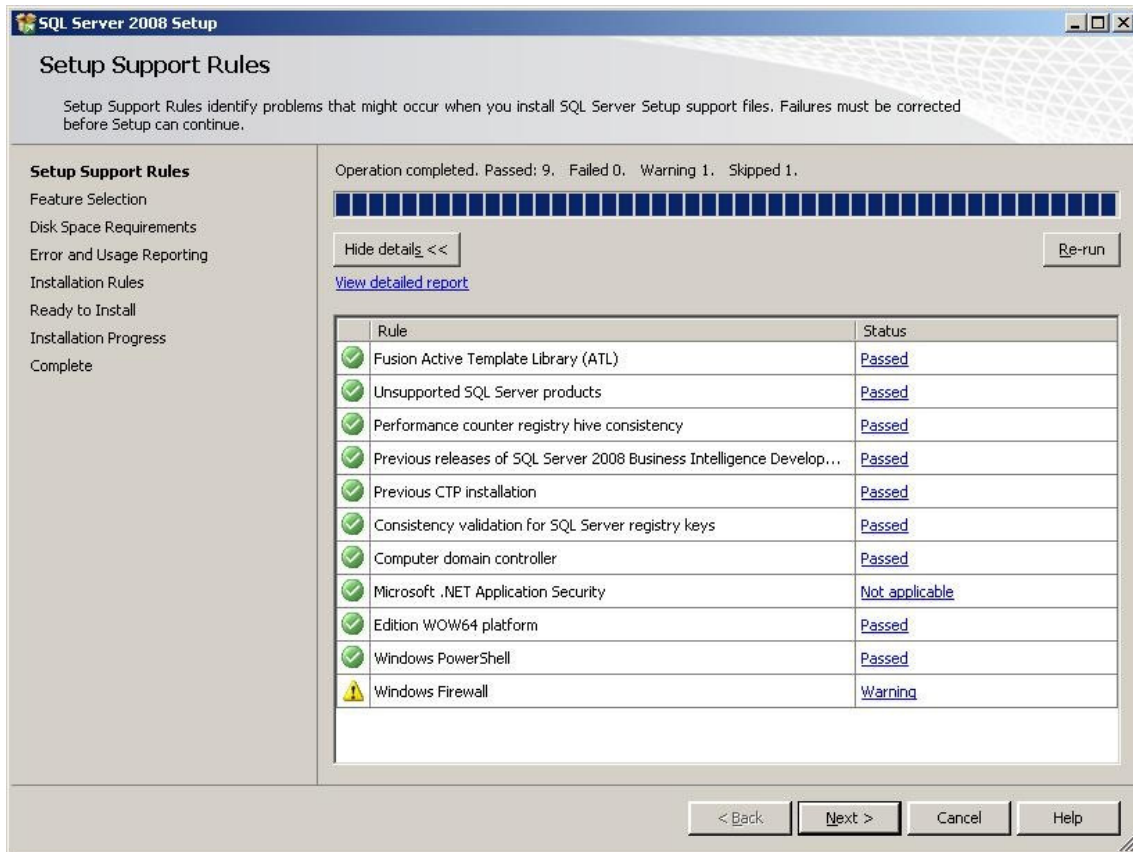 SQL Server 2008 Setup
Setup Support Rules
Setup Support Rules identify problems that might occur when you install SQL Server Setup support files. Failures must be corrected
before Setup can continue.
Setup Support Rules
Feature Selection
Disk Space Requirements
Error and Usage Reporting
Installation Rules
Ready to Install
Installation Progress
Complete
Operation completed. Passed: 9. Failed 0. Warning 1. Skipped 1.
Hide details <<
Re-run
View detailed report
Rule Status
Fusion Active Template Library (ATL) Passed
Unsupported SQL Server products Passed
Performance counter registry hive consistency Passed
Previous releases of SQL Server 2008 Business Intelligence Develop... Passed
Previous CTP installation Passed
Consistency validation for SQL Server registry keys Passed
Computer domain controller Passed
Microsoft .NET Application Security Not applicable
Edition WOW64 platform Passed
Windows PowerShell Passed
Windows Firewall Warning
< Back Next > Cancel Help